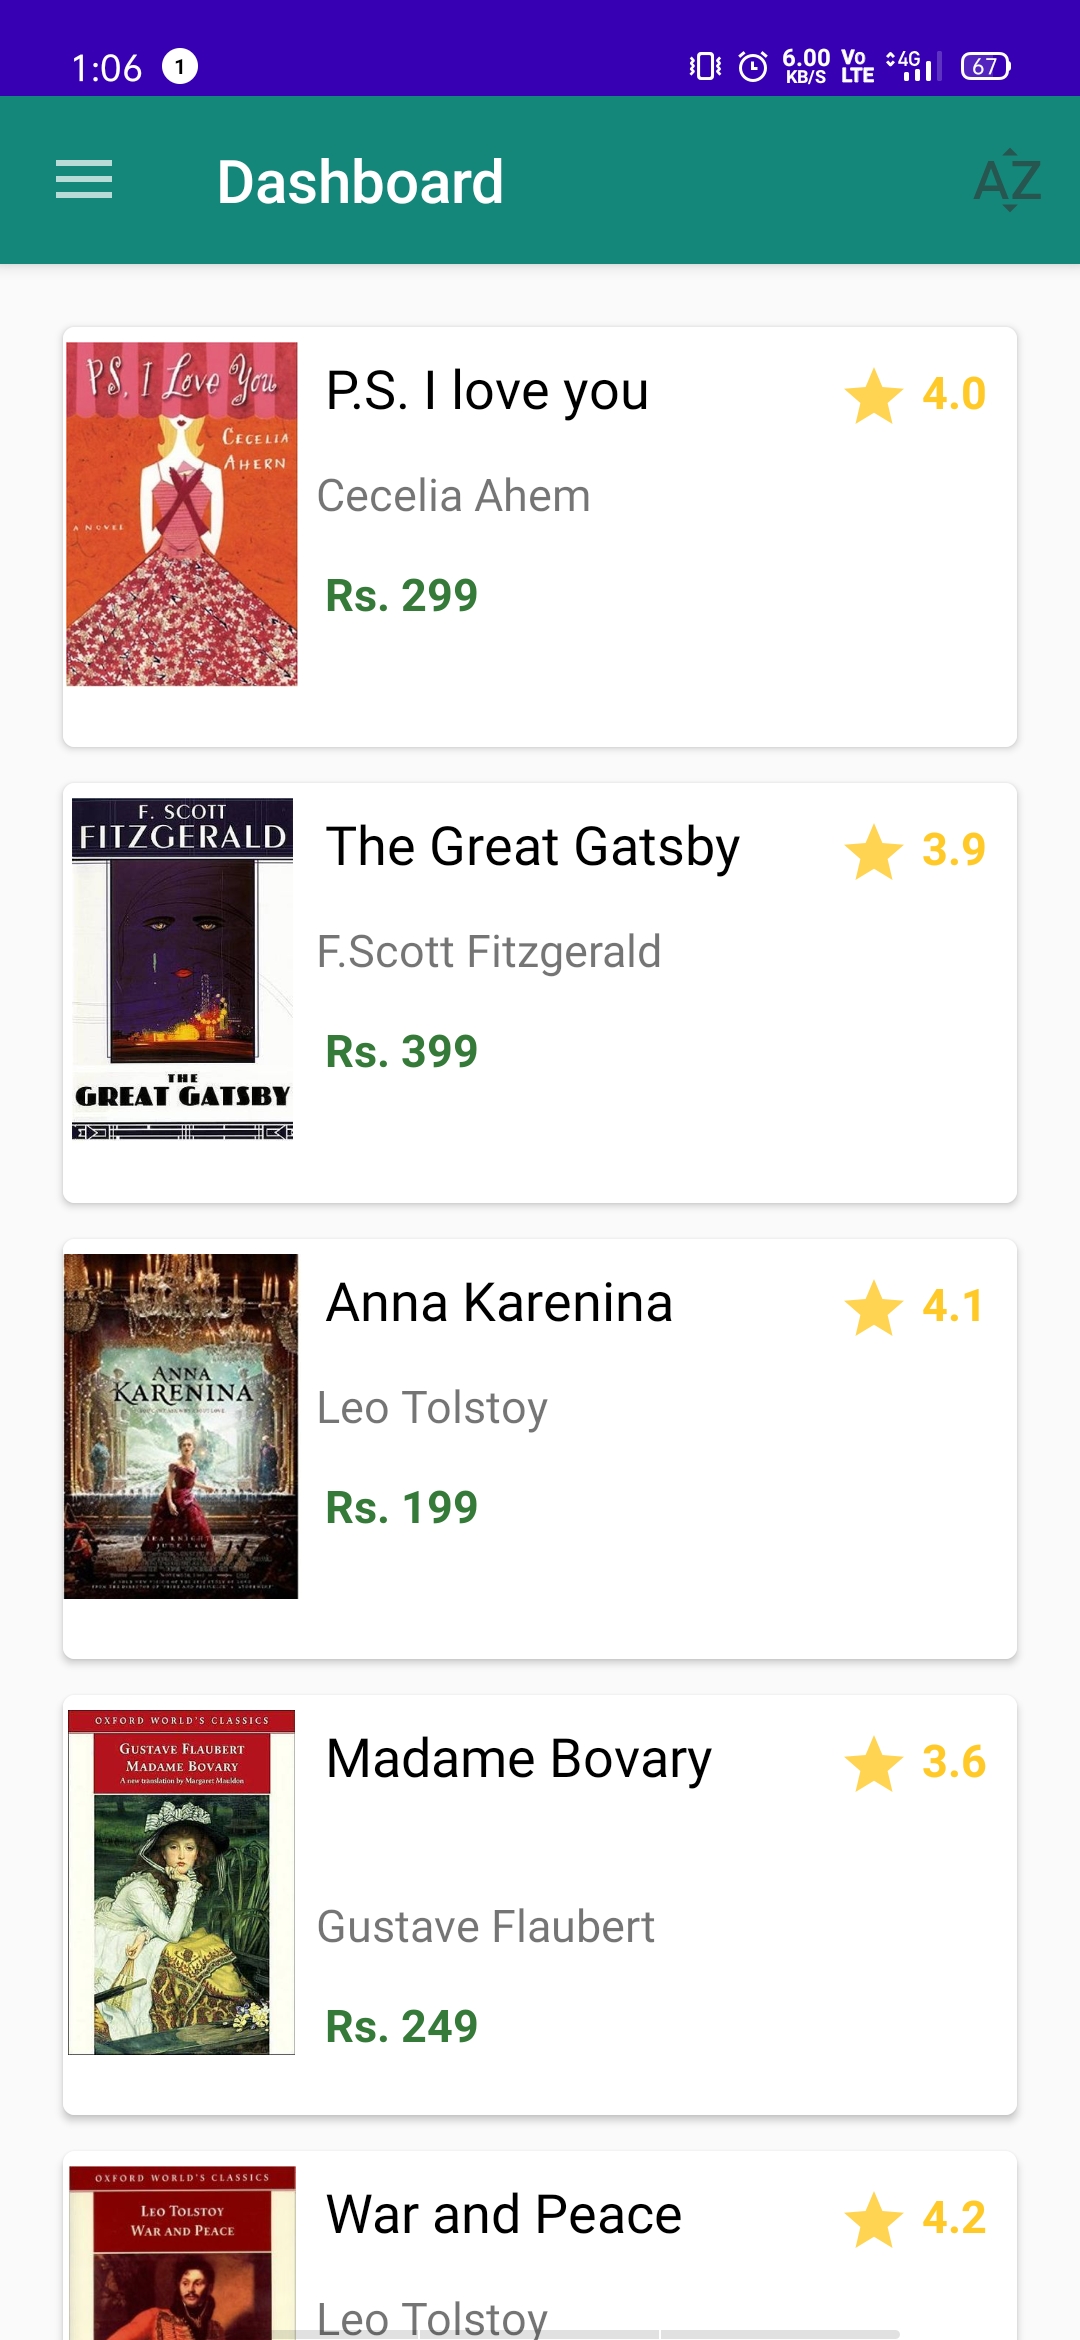 1:06 1 6.00 KB/S Vo LTE 4G 67
Dashboard AZ
P.S. I Love You
CECELIA
AHERN
A NOVEL
P.S. I love you 4.0
Cecelia Ahem
Rs. 299
F. SCOTT
FITZGERALD
THE
GREAT GATSBY
The Great Gatsby 3.9
F.Scott Fitzgerald
Rs. 399
ANNA
KARENINA
Anna Karenina 4.1
Leo Tolstoy
Rs. 199
OXFORD WORLD'S CLASSICS
GUSTAVE FLAUBERT
MADAME BOVARY
A new translation by Margaret Mauldon
Madame Bovary 3.6
Gustave Flaubert
Rs. 249
OXFORD WORLD'S CLASSICS
LEO TOLSTOY
WAR AND PEACE
War and Peace 4.2
Leo Tolstoy